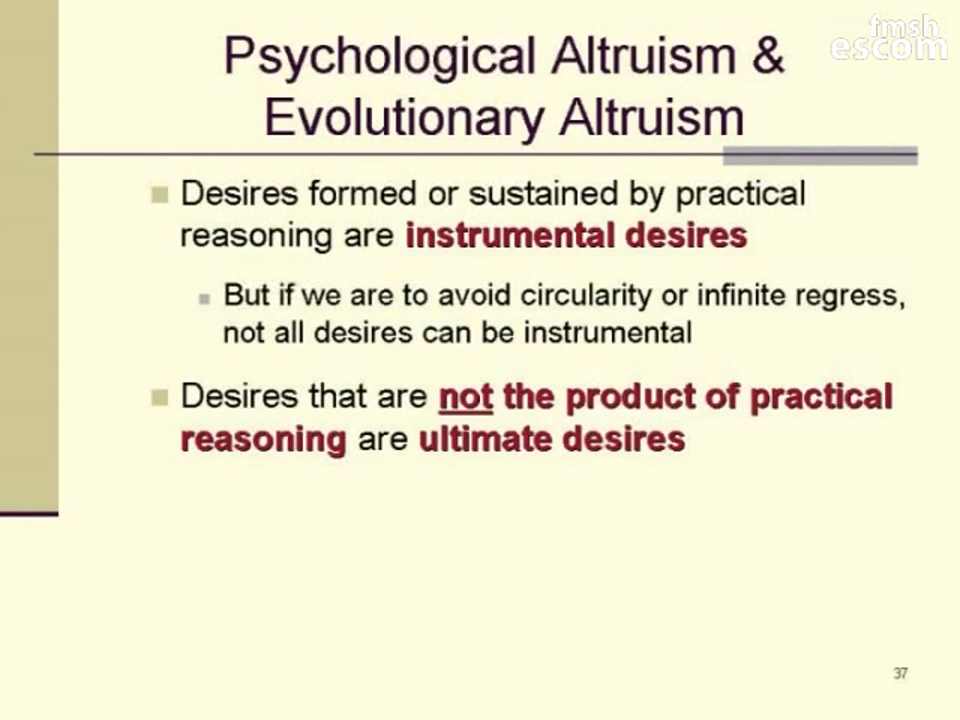 fmsh
escom
Psychological Altruism &
Evolutionary Altruism
Desires formed or sustained by practical
reasoning are instrumental desires
But if we are to avoid circularity or infinite regress,
not all desires can be instrumental
Desires that are not the product of practical
reasoning are ultimate desires
37